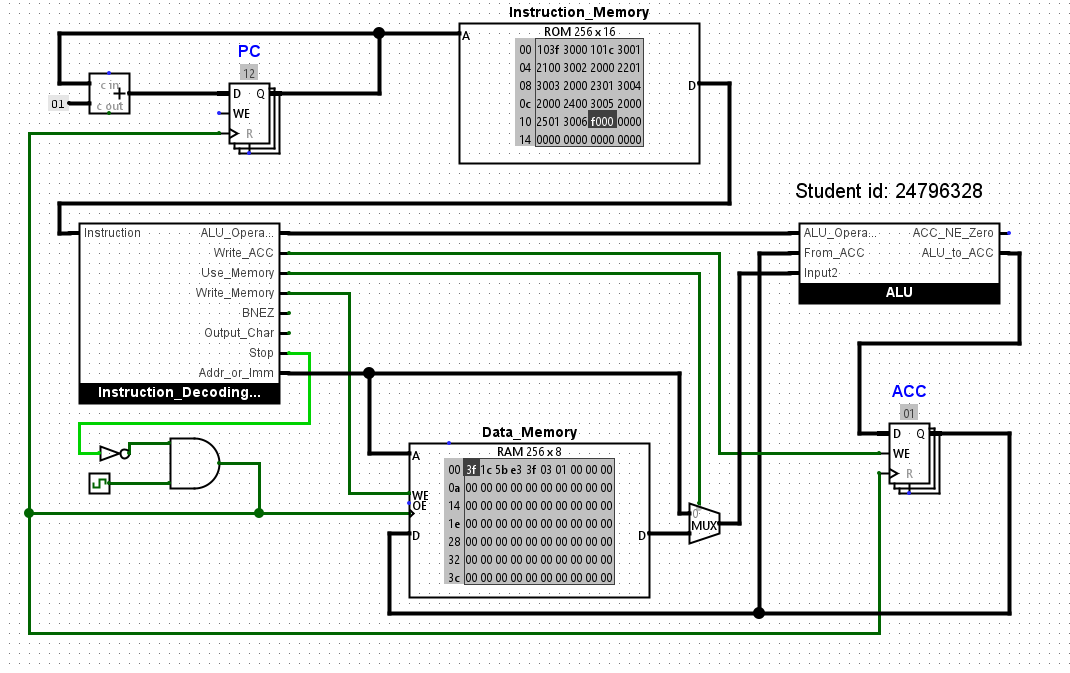 Instruction_Memory
ROM 256 x 16
A
D
00 103f 3000 101c 3001
04 2100 3002 2000 2201
08 3003 2000 2301 3004
0c 2000 2400 3005 2000
10 2501 3006 f000 0000
14 0000 0000 0000 0000
PC
12
D Q
WE
R
c in
+
c out
01
Student id: 24796328
Instruction
ALU_Opera...
Write_ACC
Use_Memory
Write_Memory
BNEZ
Output_Char
Stop
Addr_or_Imm
Instruction_Decoding...
ALU_Opera... ACC_NE_Zero
From_ACC ALU_to_ACC
Input2
ALU
ACC
01
D Q
WE
R
Data_Memory
RAM 256 x 8
A
WE
OE
D
D
00 3f 1c 5b e3 3f 03 01 00 00 00
0a 00 00 00 00 00 00 00 00 00 00
14 00 00 00 00 00 00 00 00 00 00
1e 00 00 00 00 00 00 00 00 00 00
28 00 00 00 00 00 00 00 00 00 00
32 00 00 00 00 00 00 00 00 00 00
3c 00 00 00 00 00 00 00 00 00 00
0
MUX